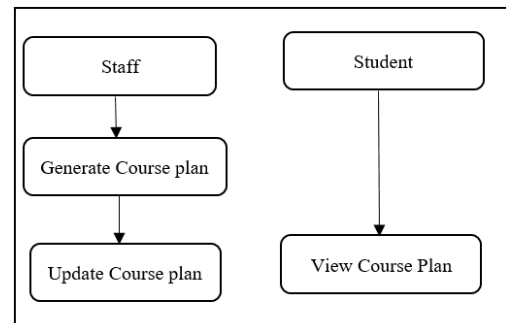 Staff
Student
Generate Course plan
Update Course plan
View Course Plan